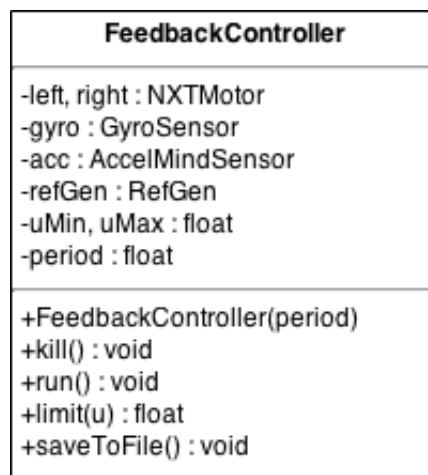 FeedbackController
-left, right : NXTMotor
-gyro : GyroSensor
-acc : AccelMindSensor
-refGen : RefGen
-uMin, uMax : float
-period : float
+FeedbackController(period)
+kill() : void
+run() : void
+limit(u) : float
+saveToFile() : void